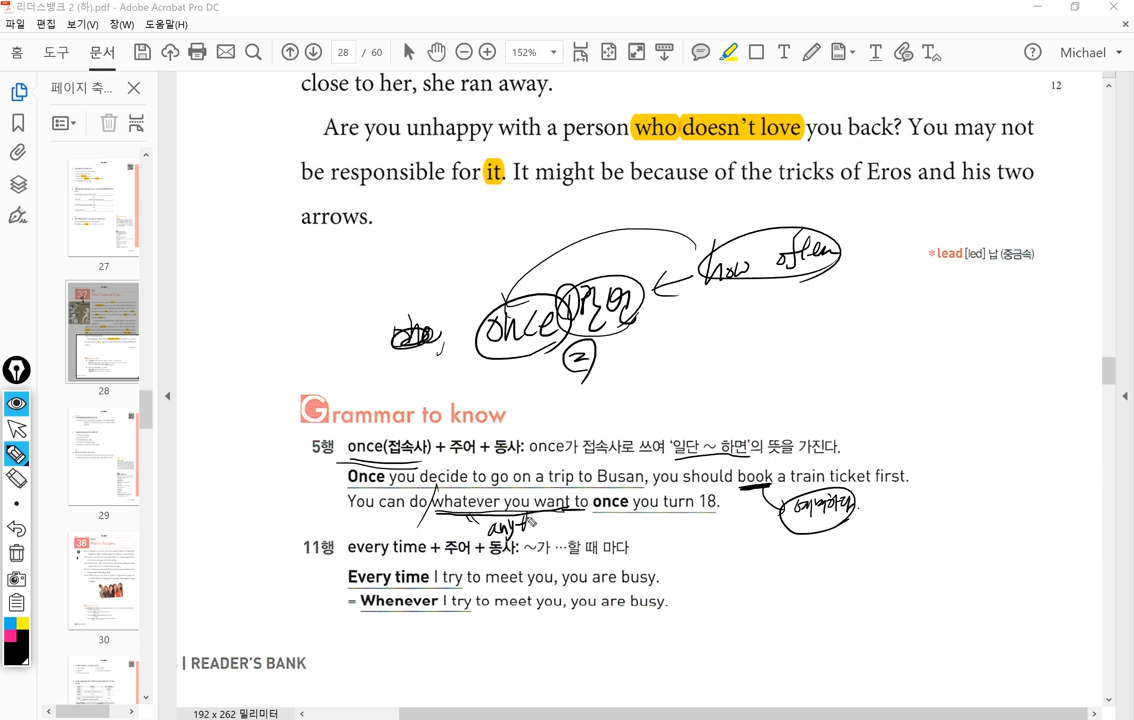 리더스뱅크 2 (하).pdf - Adobe Acrobat Pro DC
파일 편집 보기(V) 창(W) 도움말(H)
홈 도구 문서 28 / 60 152% Michael
페이지 축...
27
28
29
30
close to her, she ran away.
12
Are you unhappy with a person who doesn't love you back? You may not
be responsible for it. It might be because of the tricks of Eros and his two
arrows.
*lead [led] 납 (중금속)
how often
once
2
Grammar to know
5행 once(접속사) + 주어 + 동사: once가 접속사로 쓰여 '일단 ~ 하면'의 뜻을 가진다.
Once you decide to go on a trip to Busan, you should book a train ticket first.
You can do whatever you want to once you turn 18.
예매하다.
any
11행 every time + 주어 + 동사: ~가 …할 때 마다
Every time I try to meet you, you are busy.
= Whenever I try to meet you, you are busy.
| READER'S BANK
192 x 262 밀리미터